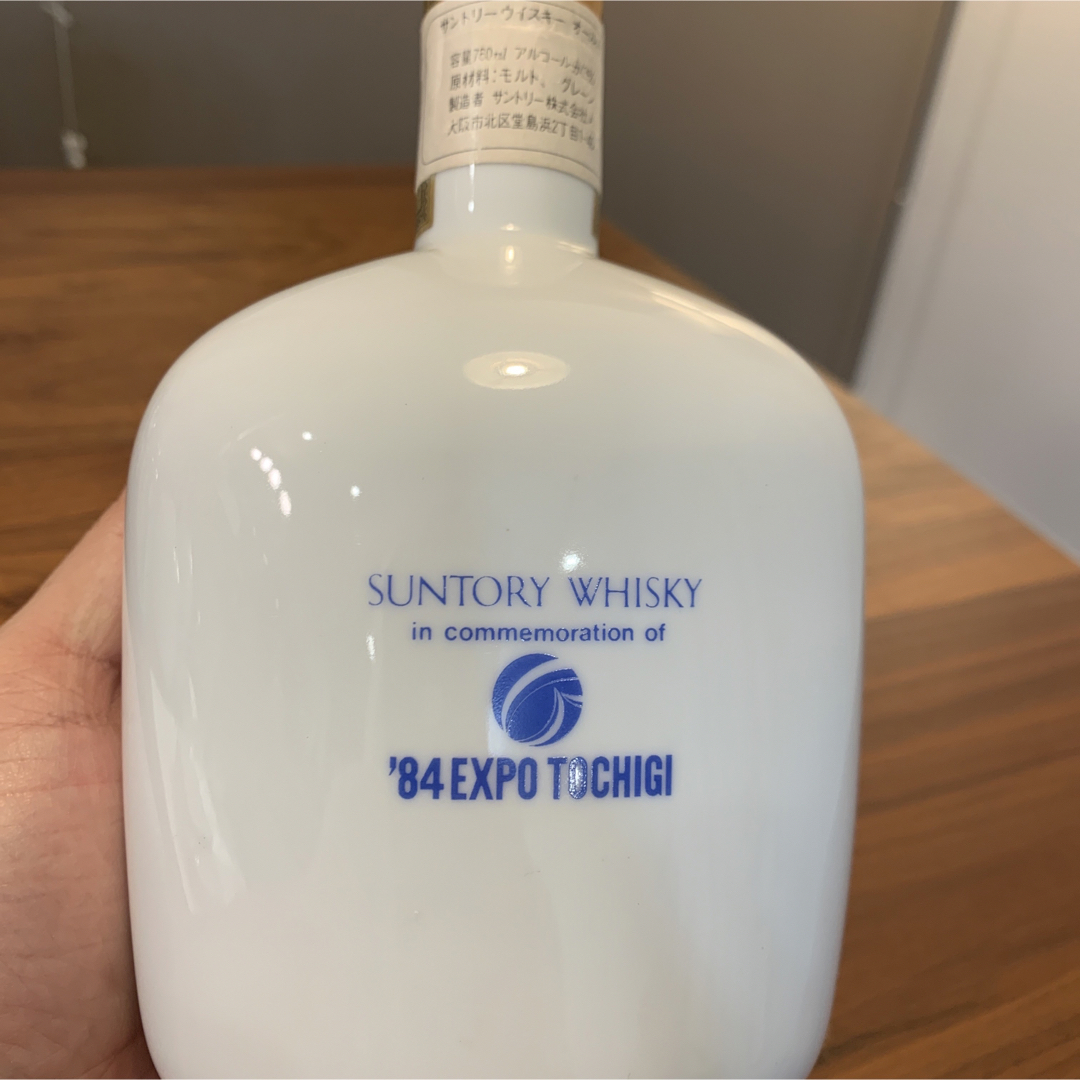 サントリーウイスキー オール
容量760ml アルコール分
原材料:モルト、グレーン
製造者 サントリー株式会社
大阪市北区堂島浜2丁目1-40
SUNTORY WHISKY
in commemoration of
'84 EXPO TOCHIGI